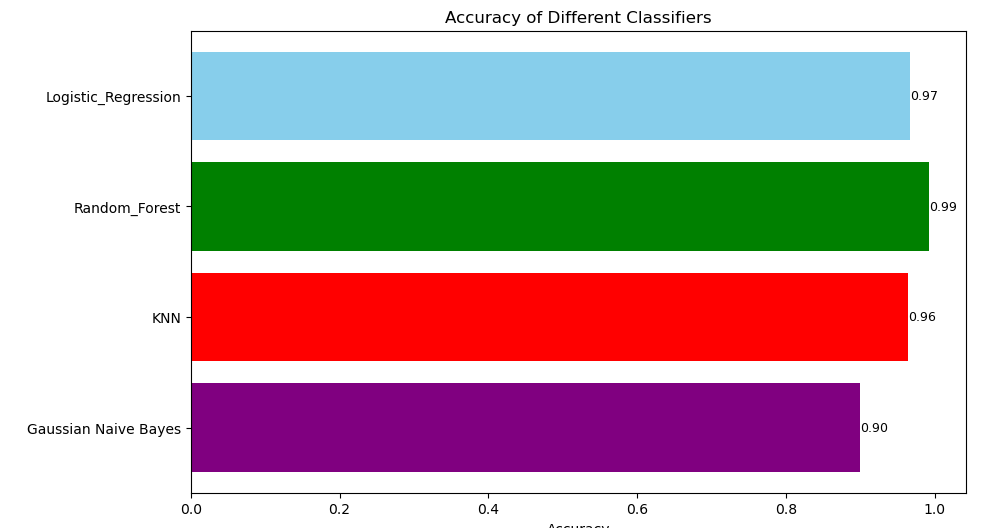 Accuracy of Different Classifiers
Logistic_Regression
0.97
Random_Forest
0.99
KNN
0.96
Gaussian Naive Bayes
0.90
0.0 0.2 0.4 0.6 0.8 1.0
Accuracy